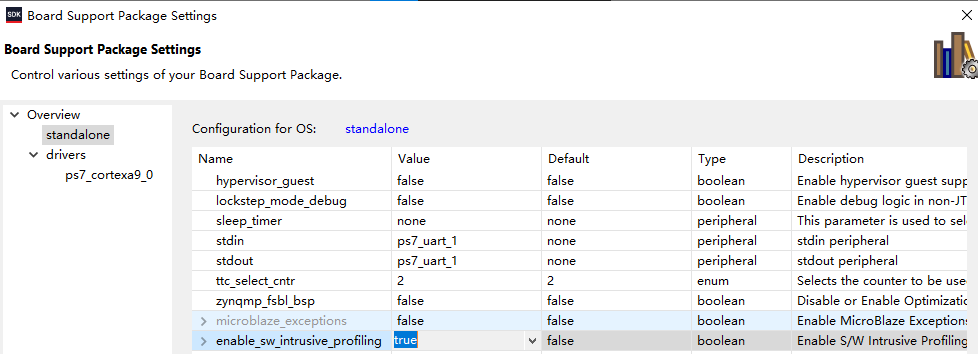 SDK Board Support Package Settings
Board Support Package Settings
Control various settings of your Board Support Package.
Overview
standalone
drivers
ps7_cortexa9_0
Configuration for OS: standalone
Name Value Default Type Description
hypervisor_guest false false boolean Enable hypervisor guest supp
lockstep_mode_debug false false boolean Enable debug logic in non-JT
sleep_timer none none peripheral This parameter is used to sel
stdin ps7_uart_1 none peripheral stdin peripheral
stdout ps7_uart_1 none peripheral stdout peripheral
ttc_select_cntr 2 2 enum Selects the counter to be use
zynqmp_fsbl_bsp false false boolean Disable or Enable Optimizatio
microblaze_exceptions false false boolean Enable MicroBlaze Exceptions
enable_sw_intrusive_profiling true false boolean Enable S/W Intrusive Profiling